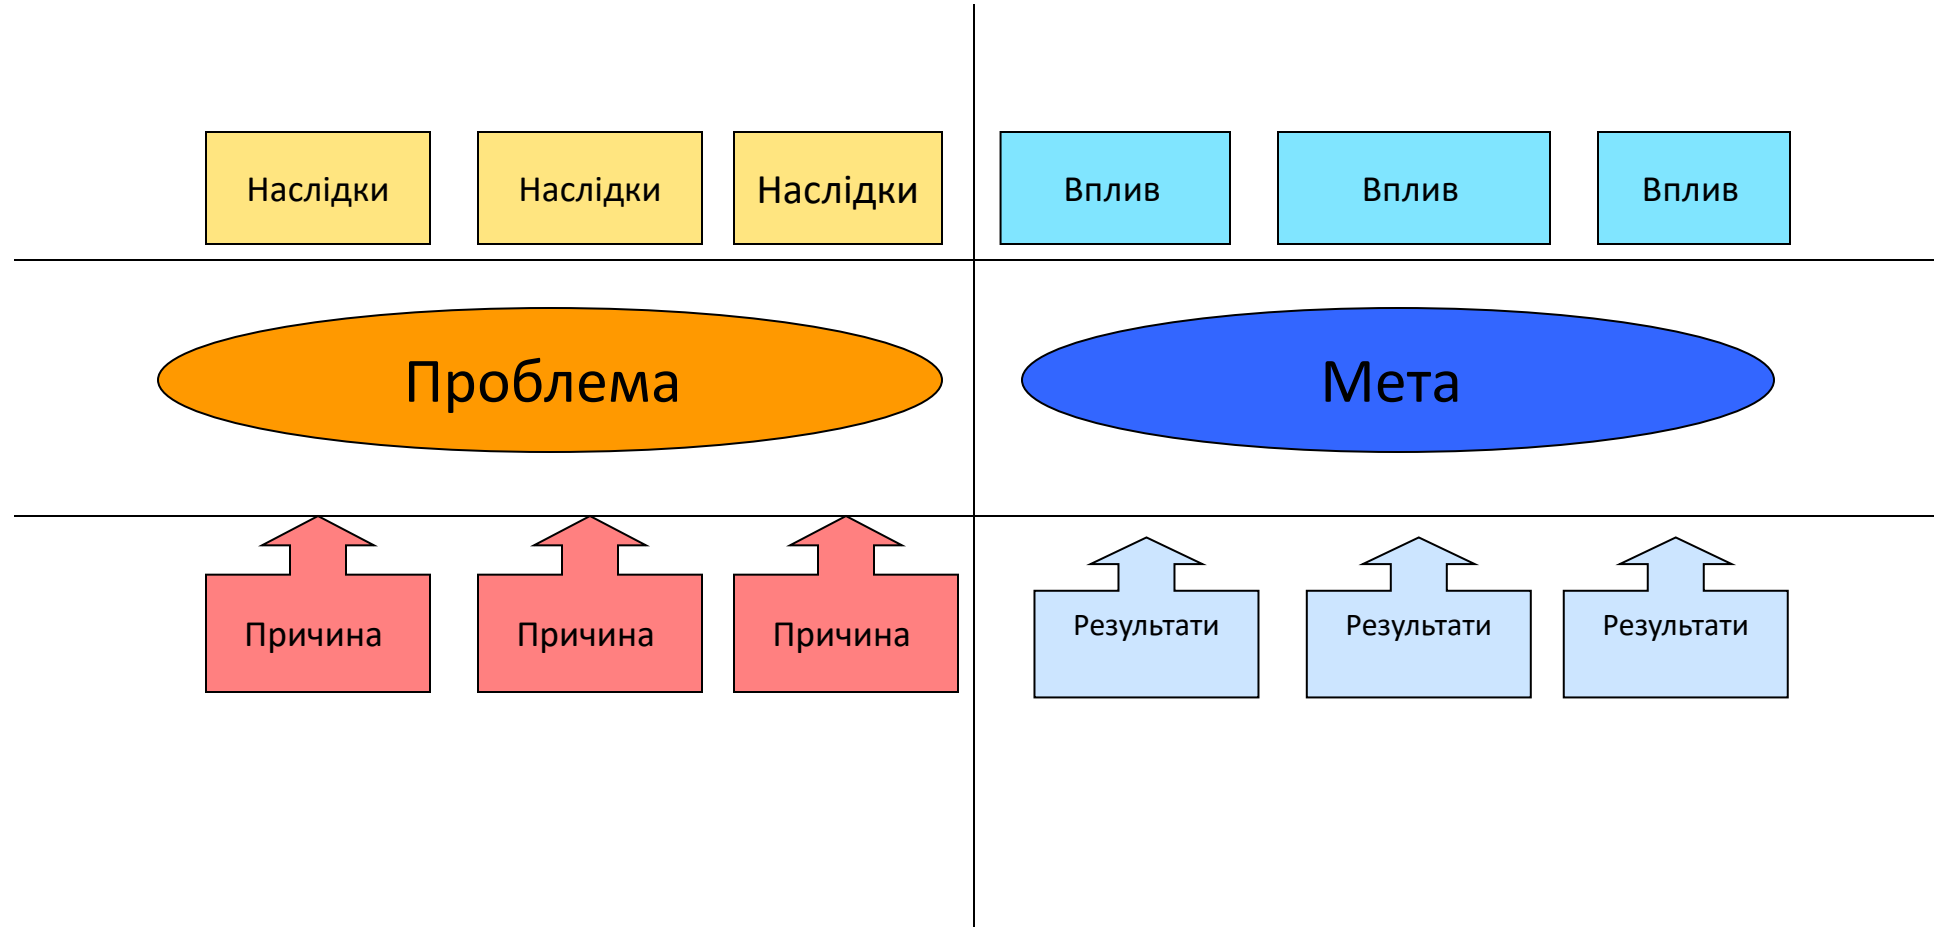 Наслідки
Наслідки
Наслідки
Вплив
Вплив
Вплив
Проблема
Мета
Причина
Причина
Причина
Результати
Результати
Результати